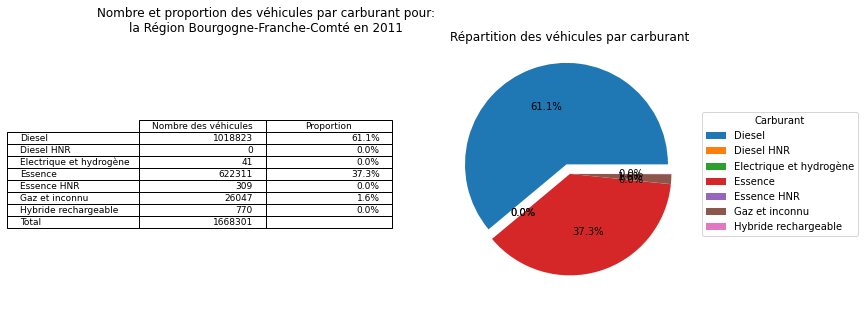 Nombre et proportion des véhicules par carburant pour:
la Région Bourgogne-Franche-Comté en 2011
Nombre des véhicules Proportion
Diesel 1018823 61.1%
Diesel HNR 0 0.0%
Electrique et hydrogène 41 0.0%
Essence 622311 37.3%
Essence HNR 309 0.0%
Gaz et inconnu 26047 1.6%
Hybride rechargeable 770 0.0%
Total 1668301
Répartition des véhicules par carburant
61.1%
0.0%
0.0%
37.3%
0.0%
Carburant
Diesel
Diesel HNR
Electrique et hydrogène
Essence
Essence HNR
Gaz et inconnu
Hybride rechargeable